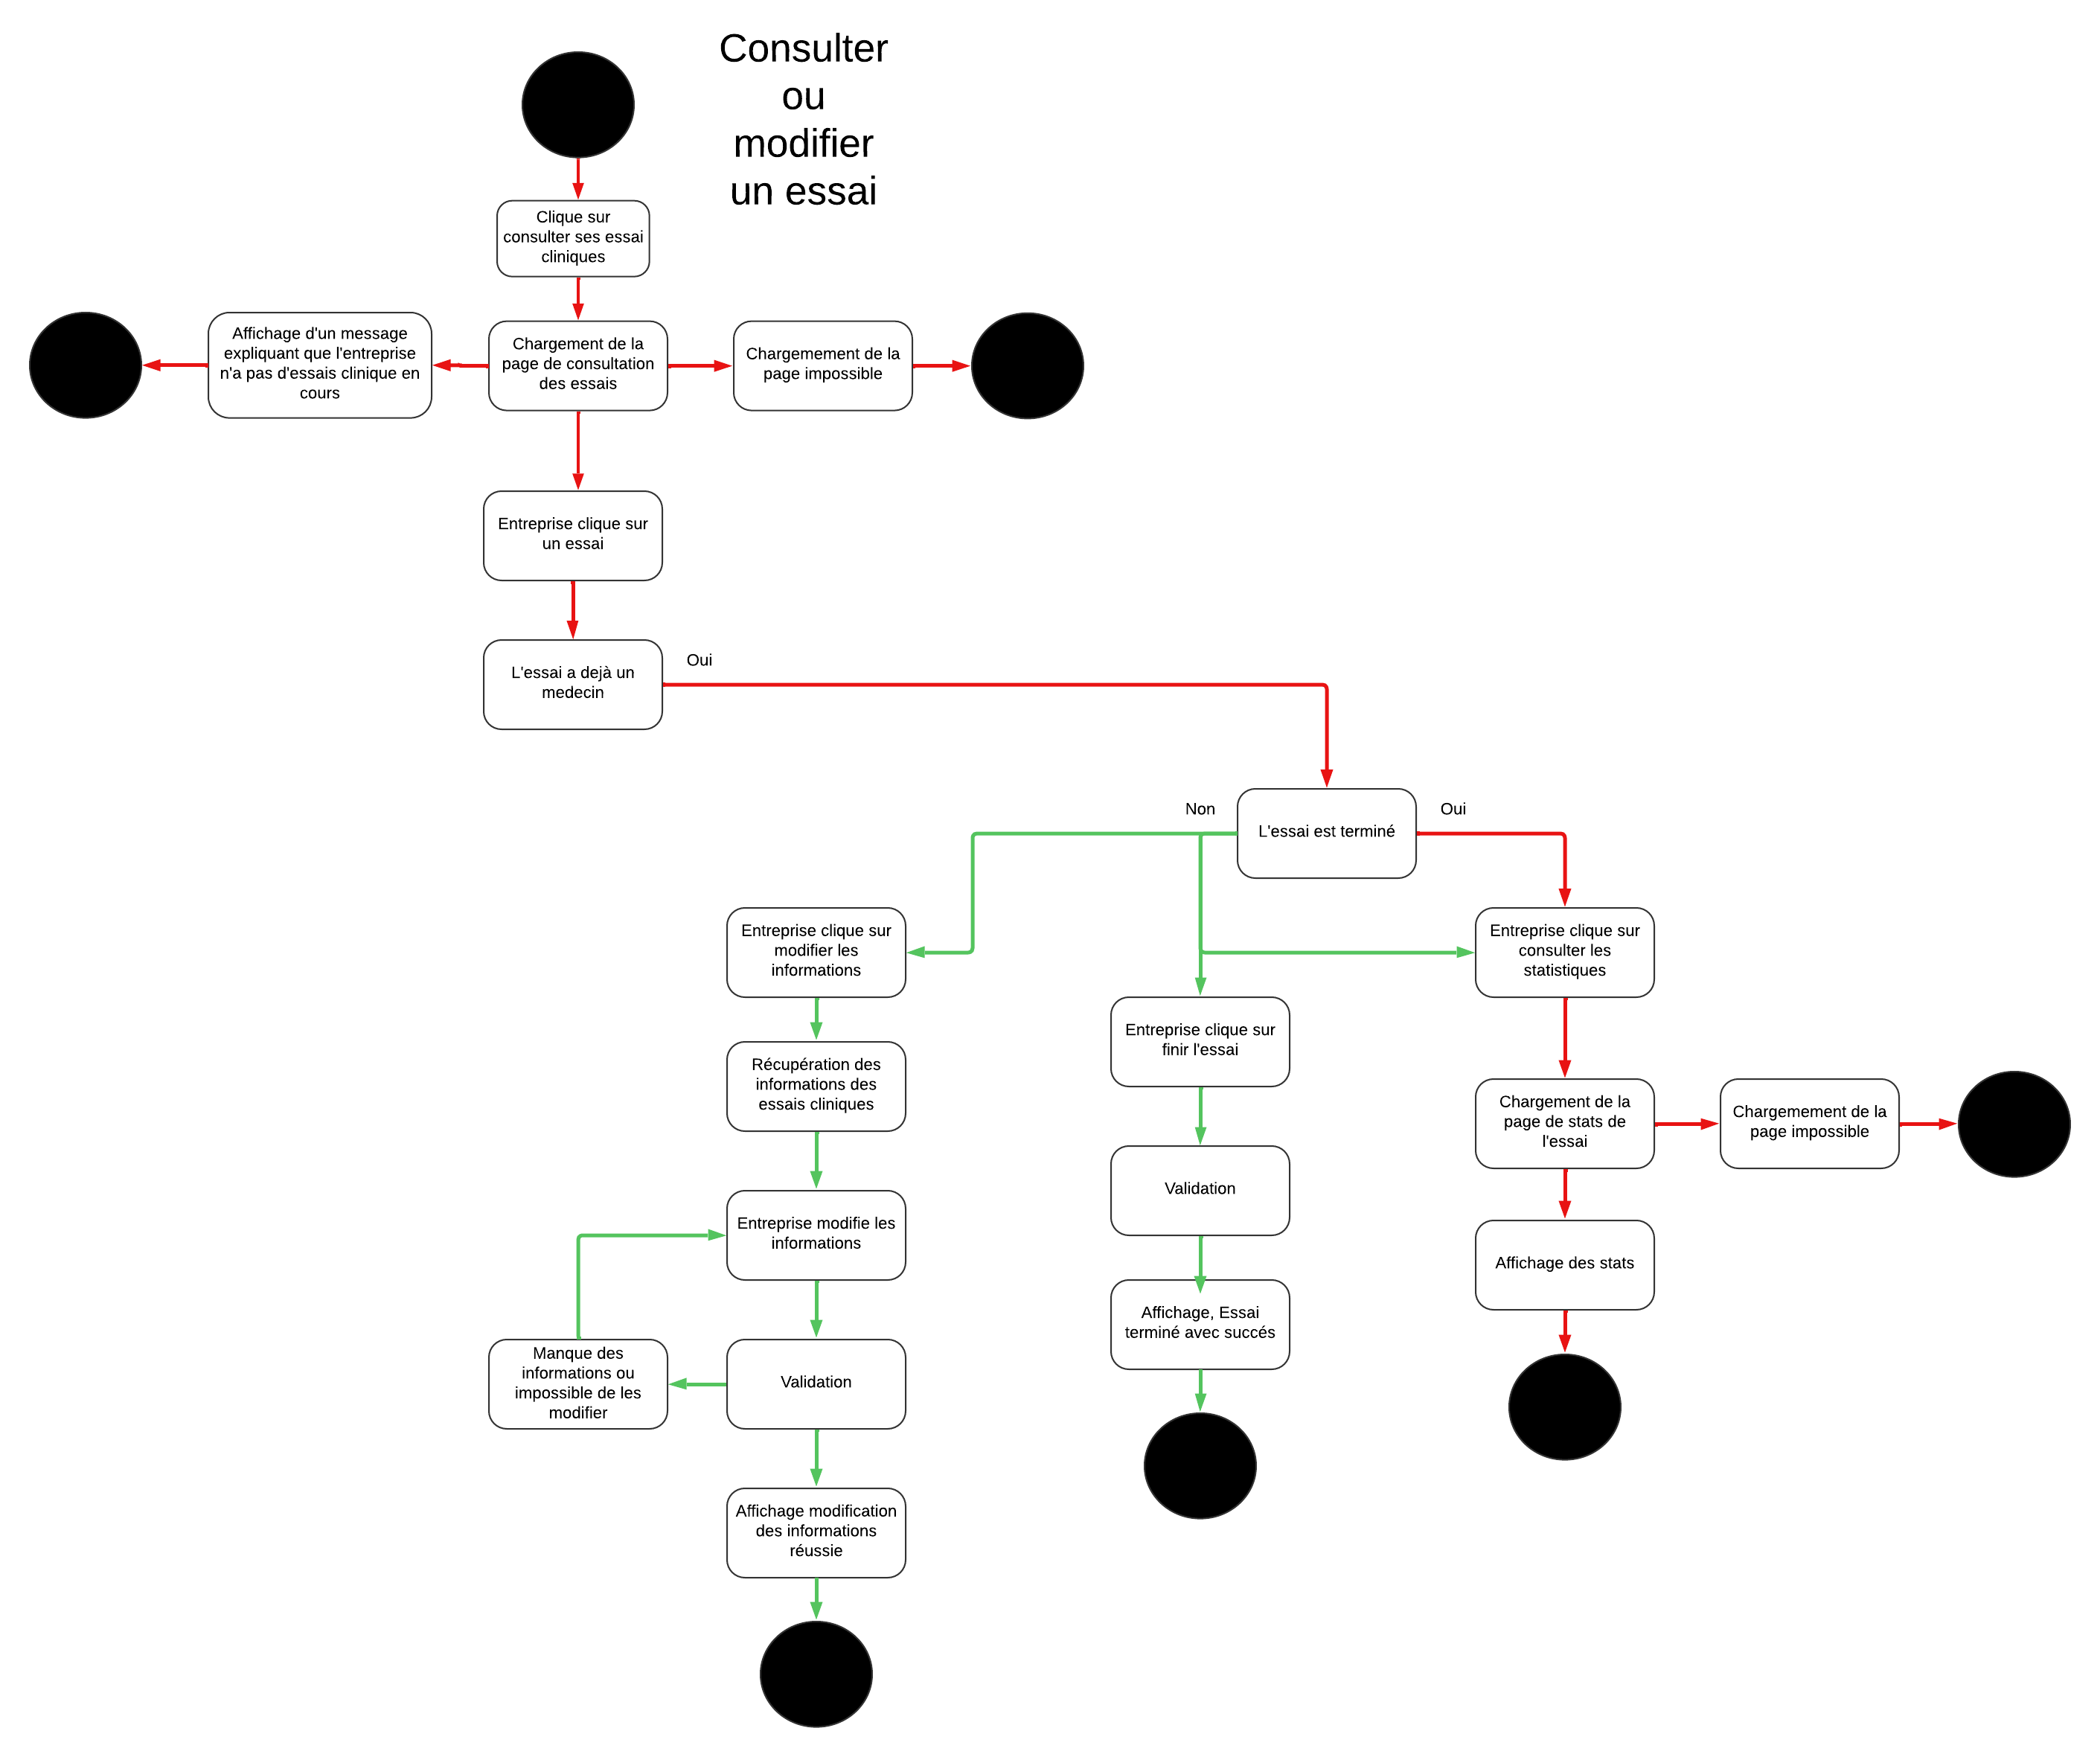 Consulter
ou
modifier
un essai
Clique sur
consulter ses essai
cliniques
Affichage d'un message
expliquant que l'entreprise
n'a pas d'essais clinique en
cours
Chargement de la
page de consultation
des essais
Chargemement de la
page impossible
Entreprise clique sur
un essai
L'essai a dejà un
medecin
Oui
Non
L'essai est terminé
Oui
Entreprise clique sur
modifier les
informations
Entreprise clique sur
consulter les
statistiques
Entreprise clique sur
finir l'essai
Récupération des
informations des
essais cliniques
Chargement de la
page de stats de
l'essai
Chargemement de la
page impossible
Validation
Entreprise modifie les
informations
Affichage des stats
Affichage, Essai
terminé avec succés
Manque des
informations ou
impossible de les
modifier
Validation
Affichage modification
des informations
réussie